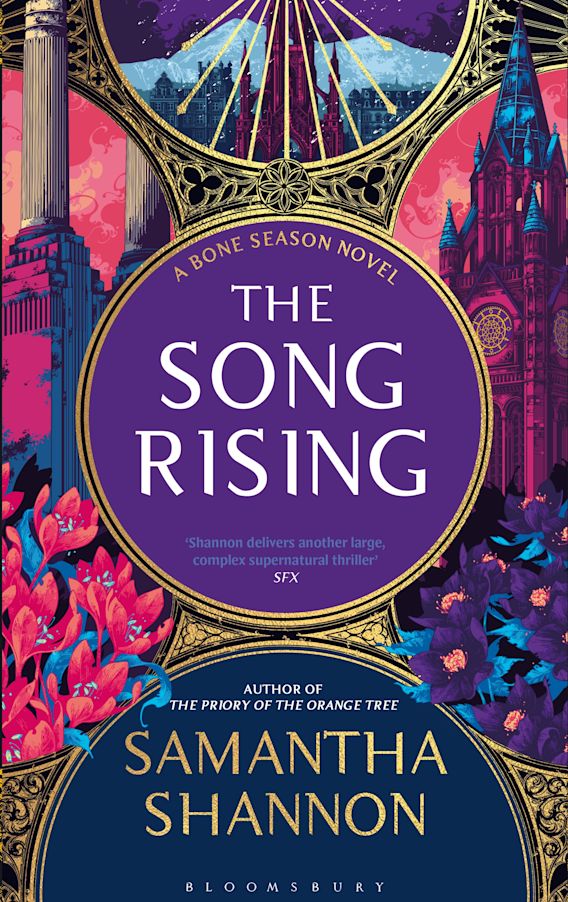 A BONE SEASON NOVEL
THE
SONG
RISING
‘Shannon delivers another large,
complex supernatural thriller’
SFX
AUTHOR OF
THE PRIORY OF THE ORANGE TREE
SAMANTHA
SHANNON
BLOOMSBURY